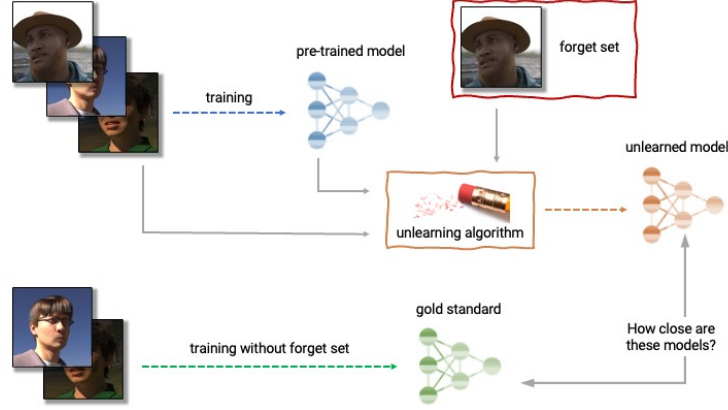 pre-trained model
forget set
training
unlearned model
unlearning algorithm
gold standard
How close are
these models?
training without forget set